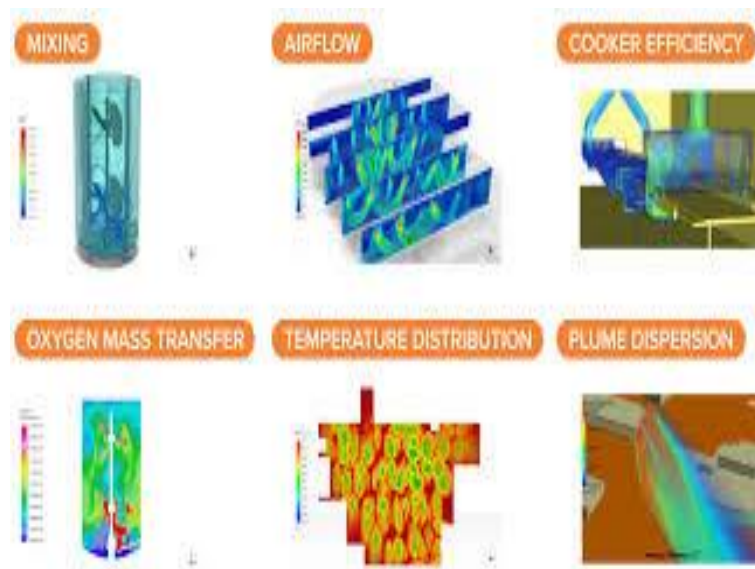 MIXING
AIRFLOW
COOKER EFFICIENCY
OXYGEN MASS TRANSFER
TEMPERATURE DISTRIBUTION
PLUME DISPERSION